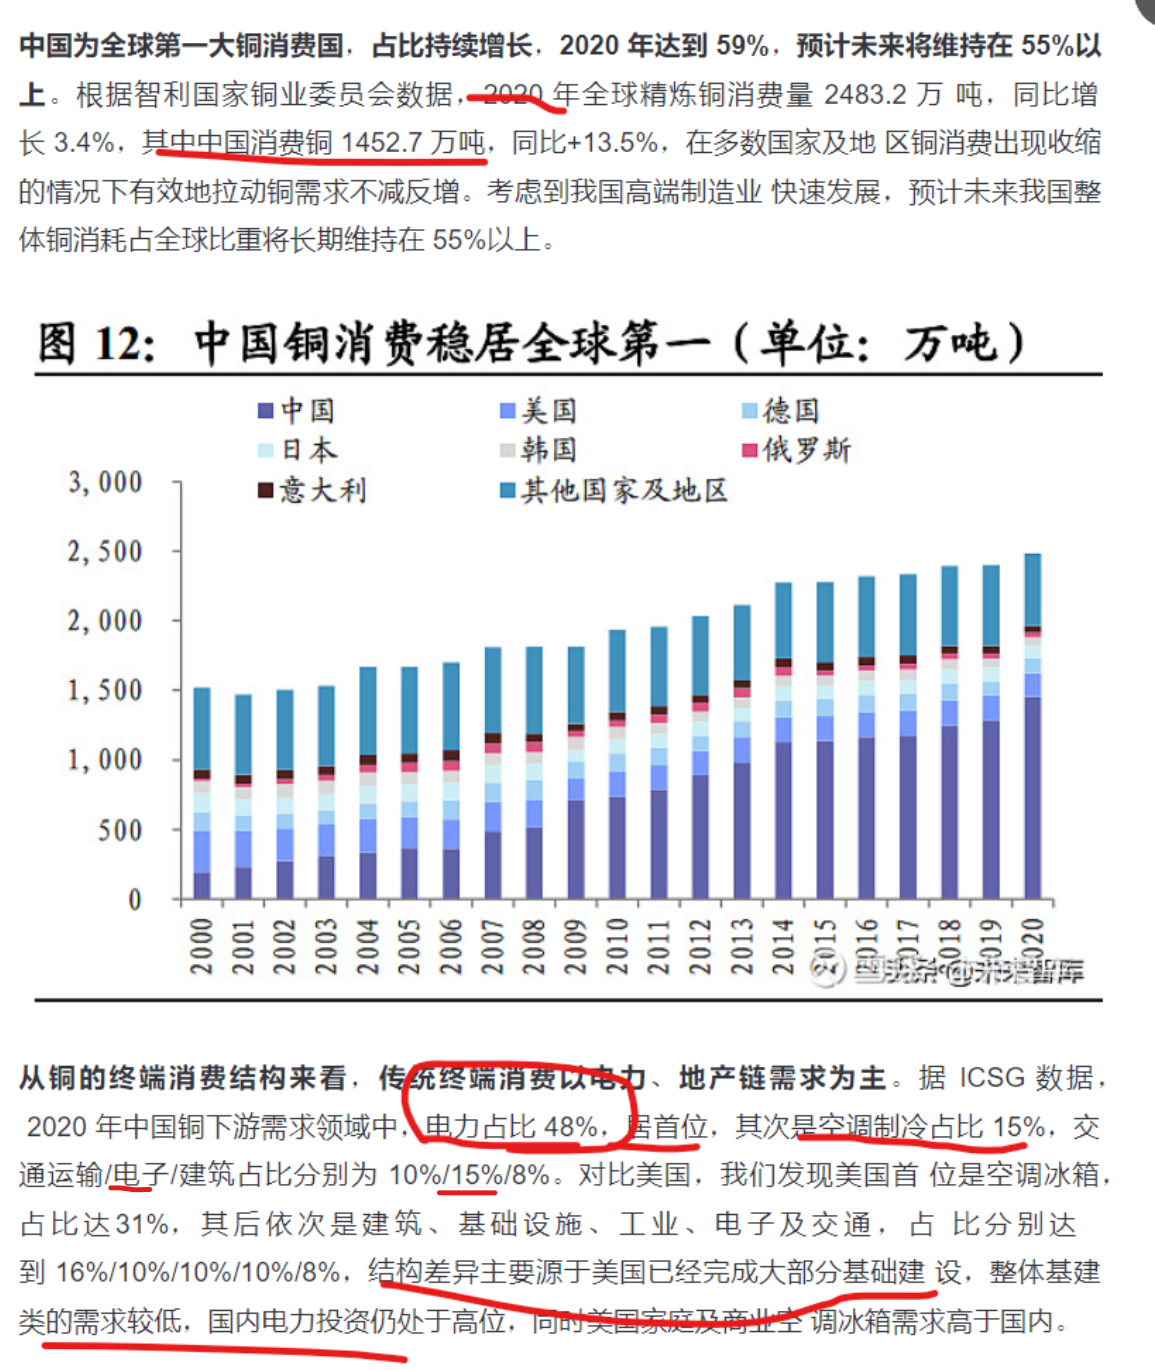 中国为全球第一大铜消费国，占比持续增长，2020 年达到 59%，预计未来将维持在 55%以
上。根据智利国家铜业委员会数据，2020 年全球精炼铜消费量 2483.2 万 吨，同比增
长 3.4%，其中中国消费铜 1452.7 万吨，同比+13.5%，在多数国家及地 区铜消费出现收缩
的情况下有效地拉动铜需求不减反增。考虑到我国高端制造业 快速发展，预计未来我国整
体铜消耗占全球比重将长期维持在 55%以上。
图 12：中国铜消费稳居全球第一（单位：万吨）
中国 美国 德国
日本 韩国 俄罗斯
意大利 其他国家及地区
3,000
2,500
2,000
1,500
1,000
500
0
2000 2001 2002 2003 2004 2005 2006 2007 2008 2009 2010 2011 2012 2013 2014 2015 2016 2017 2018 2019 2020
@未来智库
从铜的终端消费结构来看，传统终端消费以电力、地产链需求为主。据 ICSG 数据，
2020 年中国铜下游需求领域中，电力占比 48%，居首位，其次是空调制冷占比 15%，交
通运输/电子/建筑占比分别为 10%/15%/8%。对比美国，我们发现美国首 位是空调冰箱，
占比达31%，其后依次是建筑、基础设施、工业、电子及交通，占 比分别达
到 16%/10%/10%/10%/8%，结构差异主要源于美国已经完成大部分基础建 设，整体基建
类的需求较低，国内电力投资仍处于高位，同时美国家庭及商业空 调冰箱需求高于国内。